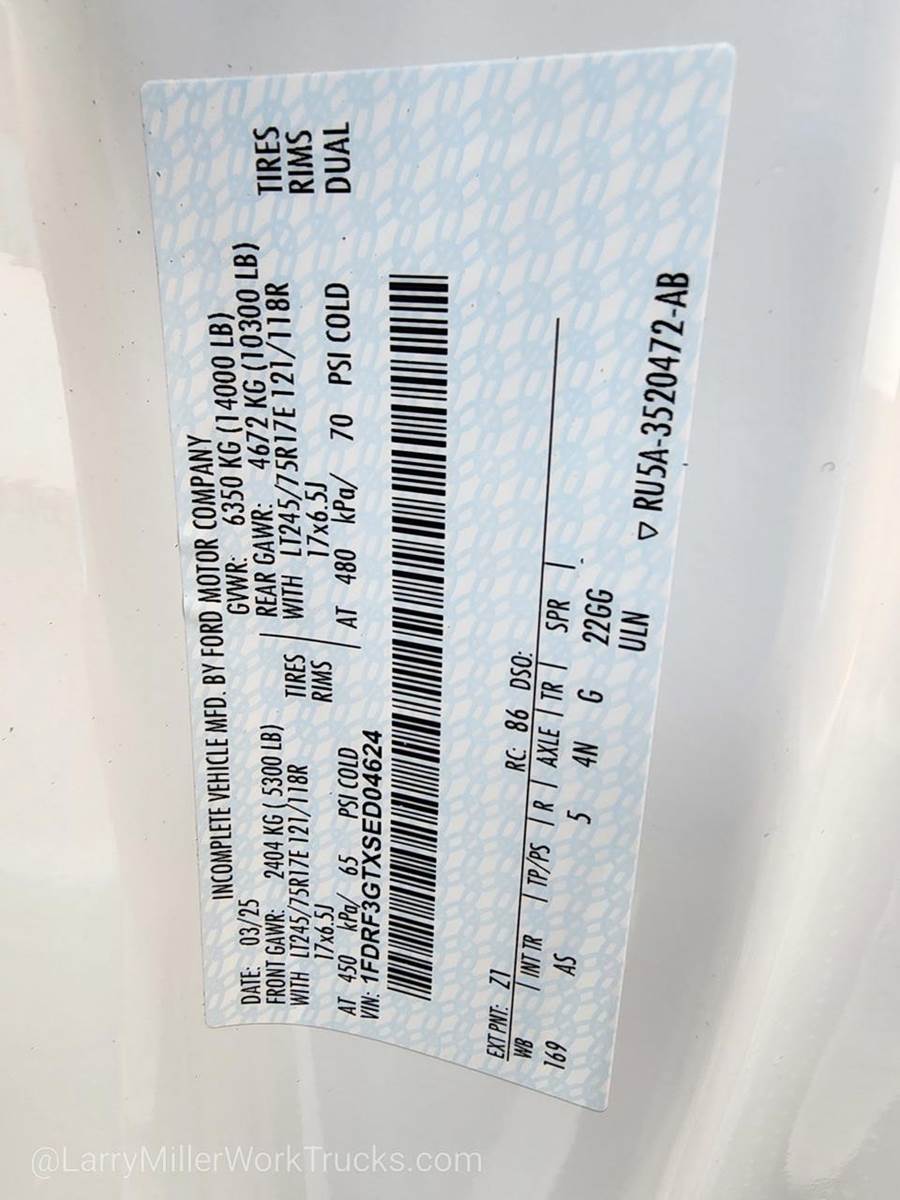 INCOMPLETE VEHICLE MFD. BY FORD MOTOR COMPANY
DATE: 03/25 GVWR: 6350 KG (14000 LB)
FRONT GAWR: 2404 KG (5300 LB) REAR GAWR: 4672 KG (10300 LB)
WITH LT245/75R17E 121/118R TIRES WITH LT245/75R17E 121/118R TIRES
17x6.5J RIMS 17x6.5J RIMS
AT 450 kPa/ 65 PSI COLD AT 480 kPa/ 70 PSI COLD DUAL
VIN: 1FDRF3GTXSED04624
EXT PNT: Z1 RC: 86 DSO:
WB INT TR TP/PS R AXLE TR SPR
169 AS 5 4N G 22GG
ULN
▽ RU5A-3520472-AB
@LarryMillerWorkTrucks.com